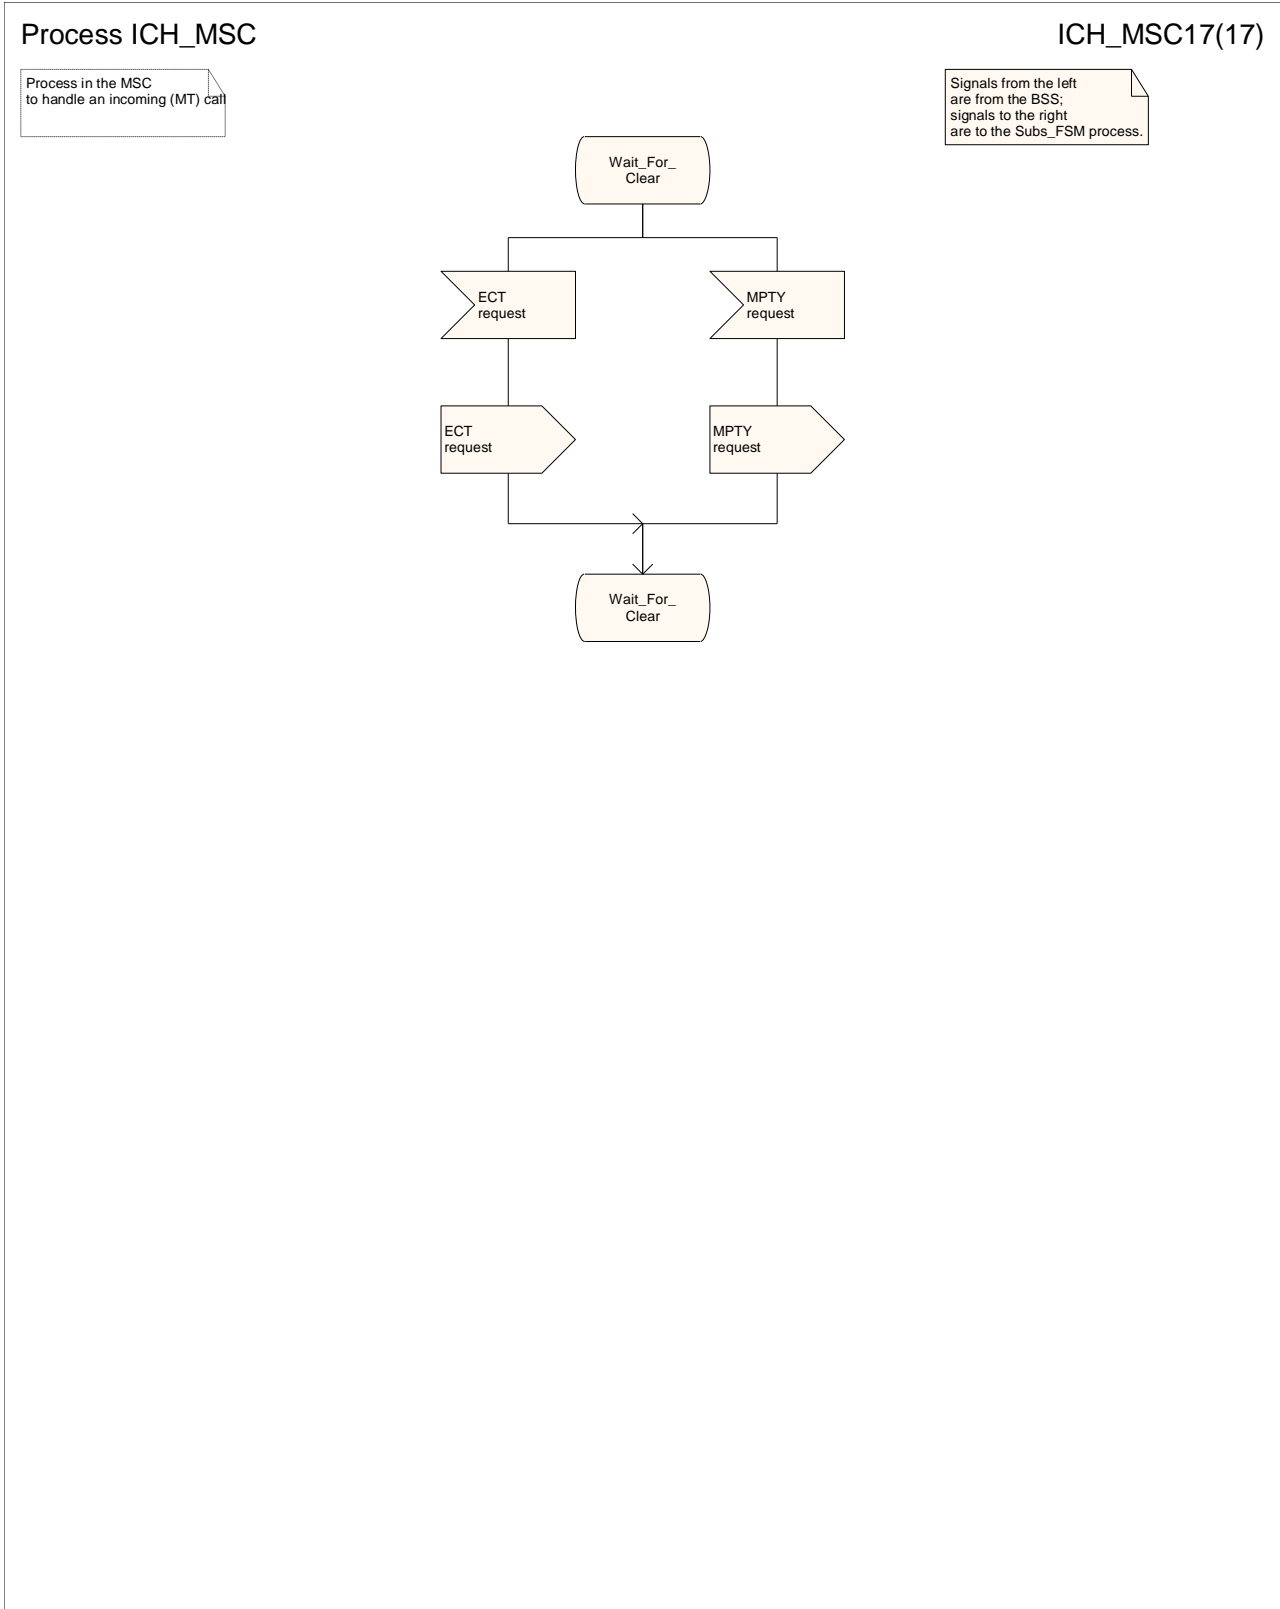 Process ICH_MSC
ICH_MSC17(17)
Process in the MSC
to handle an incoming (MT) call
Signals from the left
are from the BSS;
signals to the right
are to the Subs_FSM process.
Wait_For_
Clear
ECT
request
MPTY
request
ECT
request
MPTY
request
Wait_For_
Clear